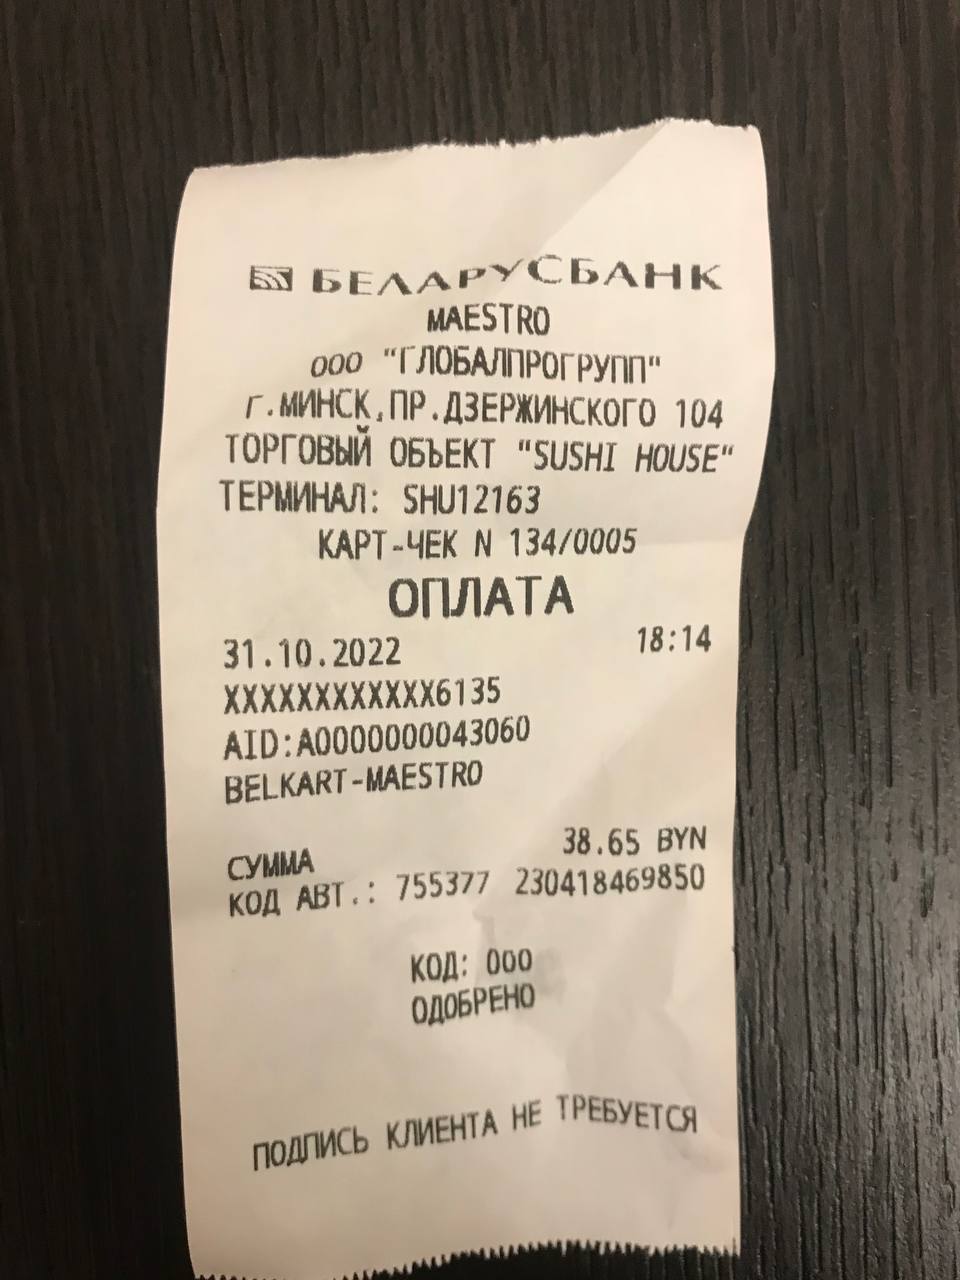 БЕЛАРУСБАНК
MAESTRO
ООО "ГЛОБАЛПРОГРУПП"
Г.МИНСК,ПР.ДЗЕРЖИНСКОГО 104
ТОРГОВЫЙ ОБЪЕКТ "SUSHI HOUSE"
ТЕРМИНАЛ: SHU12163
КАРТ-ЧЕК N 134/0005
ОПЛАТА
31.10.2022 18:14
XXXXXXXXXXXX6135
AID:A0000000043060
BELKART-MAESTRO
СУММА 38.65 BYN
КОД АВТ.: 755377 230418469850
КОД: 000
ОДОБРЕНО
ПОДПИСЬ КЛИЕНТА НЕ ТРЕБУЕТСЯ